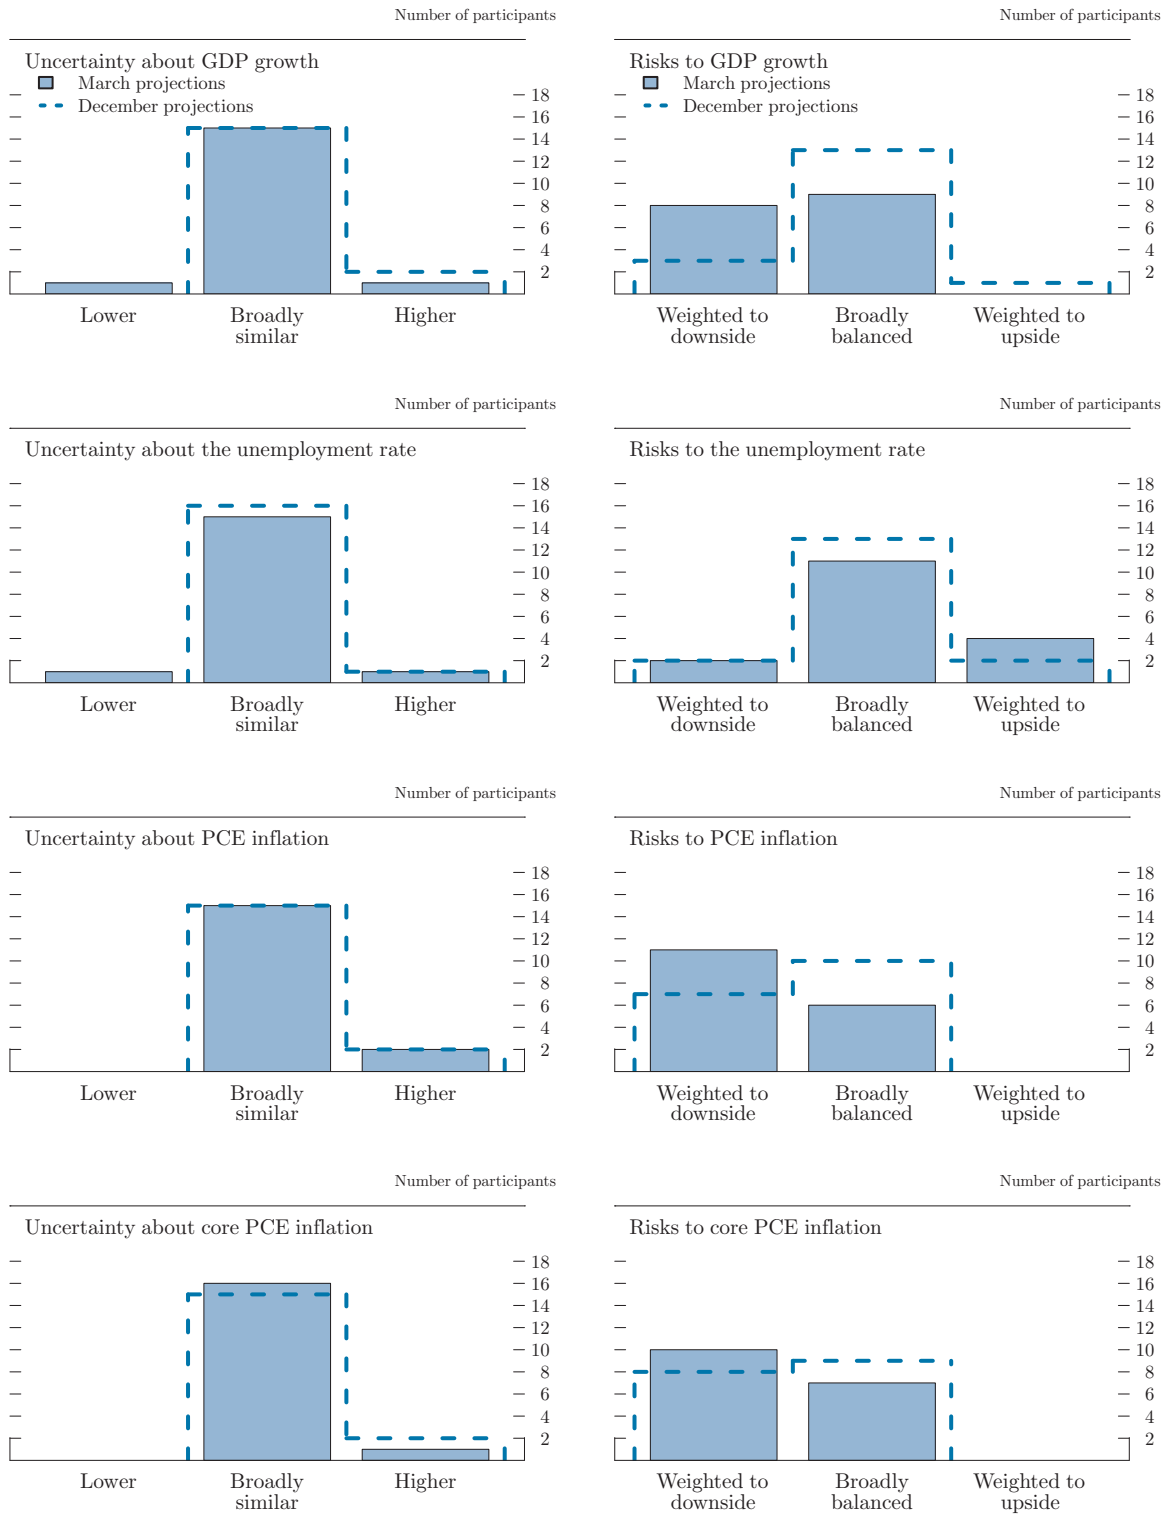 Number of participants
Uncertainty about GDP growth
March projections
December projections
18
16
14
12
10
8
6
4
2
Lower
Broadly similar
Higher
Number of participants
Risks to GDP growth
March projections
December projections
18
16
14
12
10
8
6
4
2
Weighted to downside
Broadly balanced
Weighted to upside
Number of participants
Uncertainty about the unemployment rate
18
16
14
12
10
8
6
4
2
Lower
Broadly similar
Higher
Number of participants
Risks to the unemployment rate
18
16
14
12
10
8
6
4
2
Weighted to downside
Broadly balanced
Weighted to upside
Number of participants
Uncertainty about PCE inflation
18
16
14
12
10
8
6
4
2
Lower
Broadly similar
Higher
Number of participants
Risks to PCE inflation
18
16
14
12
10
8
6
4
2
Weighted to downside
Broadly balanced
Weighted to upside
Number of participants
Uncertainty about core PCE inflation
18
16
14
12
10
8
6
4
2
Lower
Broadly similar
Higher
Number of participants
Risks to core PCE inflation
18
16
14
12
10
8
6
4
2
Weighted to downside
Broadly balanced
Weighted to upside